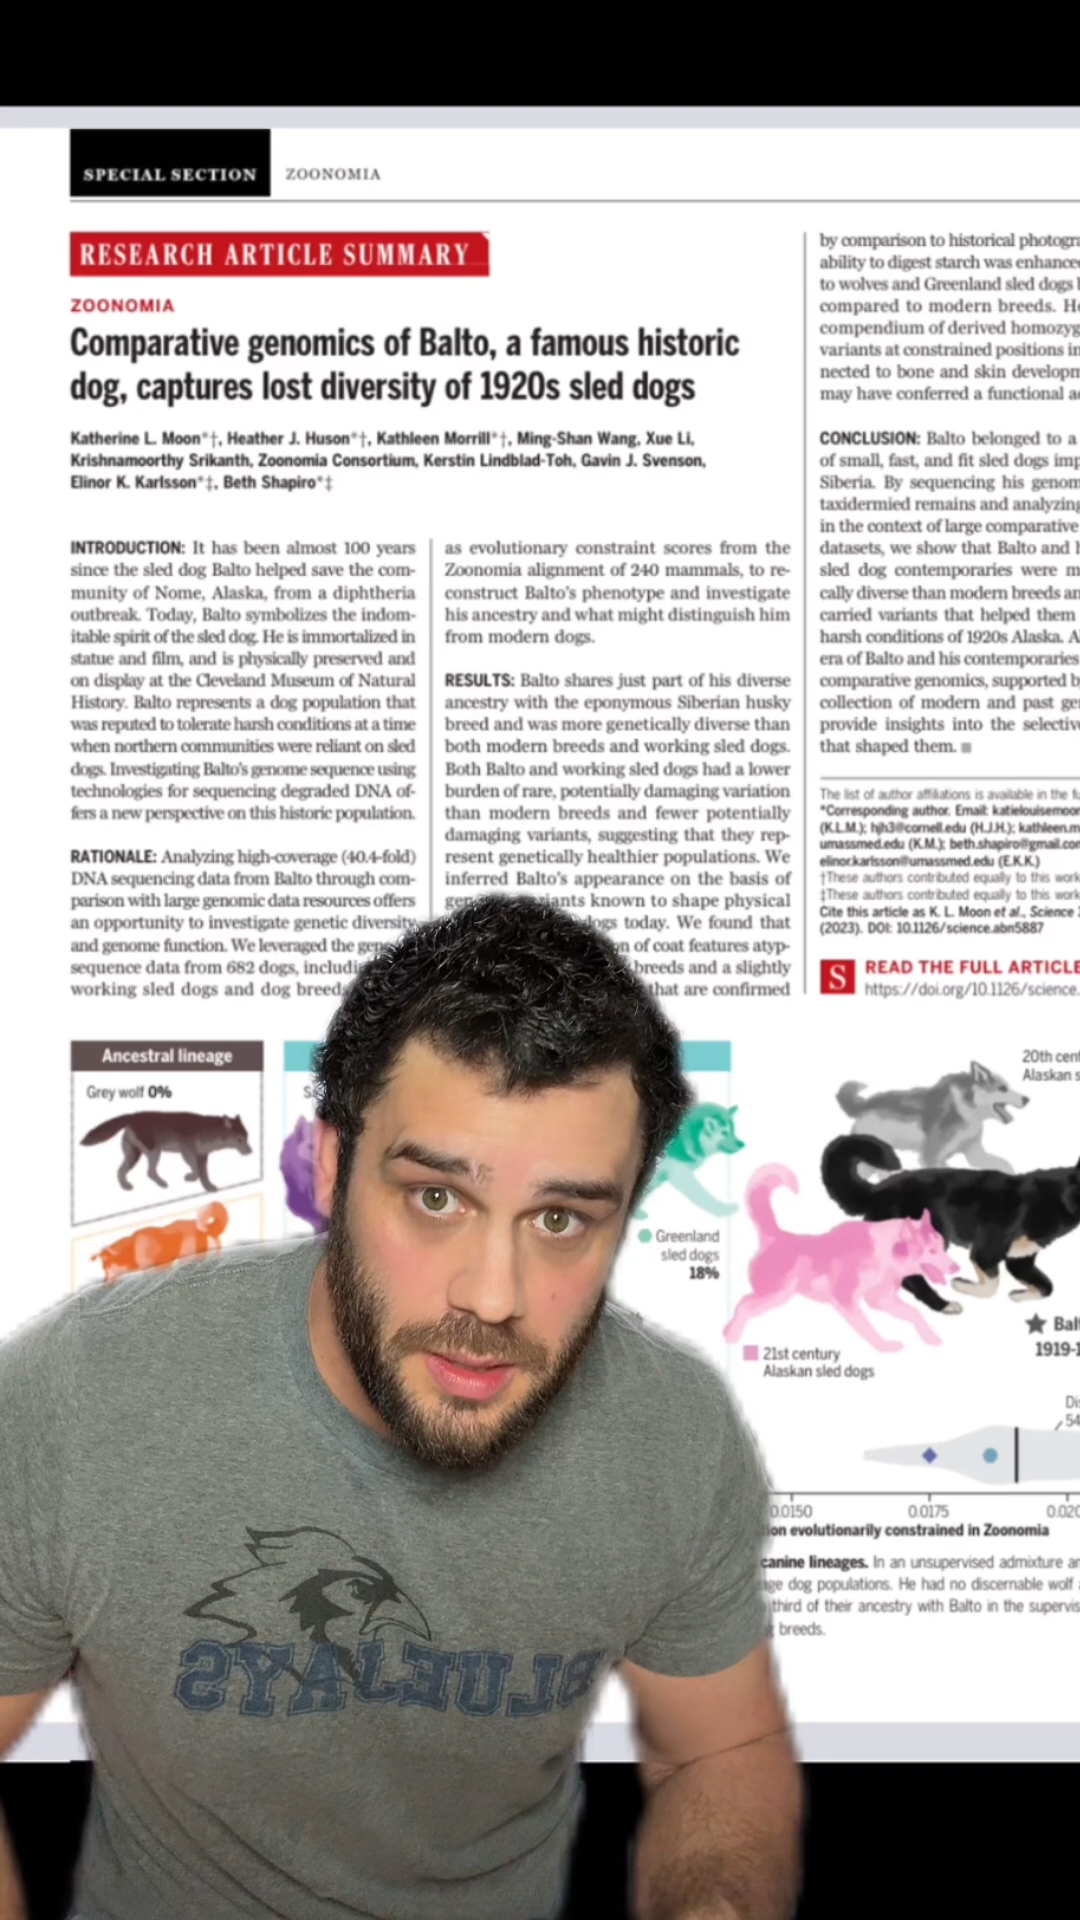 SPECIAL SECTION ZOONOMIA
RESEARCH ARTICLE SUMMARY
ZOONOMIA
Comparative genomics of Balto, a famous historic
dog, captures lost diversity of 1920s sled dogs
Katherine L. Moon*†, Heather J. Huson*†, Kathleen Morrill*†, Ming-Shan Wang, Xue Li,
Krishnamoorthy Srikanth, Zoonomia Consortium, Kerstin Lindblad-Toh, Gavin J. Svenson,
Elinor K. Karlsson*‡, Beth Shapiro*‡
INTRODUCTION: It has been almost 100 years
since the sled dog Balto helped save the com-
munity of Nome, Alaska, from a diphtheria
outbreak. Today, Balto symbolizes the indom-
itable spirit of the sled dog. He is immortalized in
statue and film, and is physically preserved and
on display at the Cleveland Museum of Natural
History. Balto represents a dog population that
was reputed to tolerate harsh conditions at a time
when northern communities were reliant on sled
dogs. Investigating Balto's genome sequence using
technologies for sequencing degraded DNA of-
fers a new perspective on this historic population.
RATIONALE: Analyzing high-coverage (40.4-fold)
DNA sequencing data from Balto through com-
parison with large genomic data resources offers
an opportunity to investigate genetic diversity
and genome function. We leveraged the
sequence data from 682 dogs,
working sled dogs and dog
as evolutionary constraint scores from the
Zoonomia alignment of 240 mammals, to re-
construct Balto's phenotype and investigate
his ancestry and what might distinguish him
from modern dogs.
RESULTS: Balto shares just part of his diverse
ancestry with the eponymous Siberian husky
breed and was more genetically diverse than
both modern breeds and working sled dogs.
Both Balto and working sled dogs had a lower
burden of rare, potentially damaging variation
than modern breeds and fewer potentially
damaging variants, suggesting that they rep-
resent genetically healthier populations. We
inferred Balto's appearance on the basis of
known to shape physical
today. We found that
of coat features atyp-
breeds and a slightly
that are confirmed
by comparison to historical
ability to digest starch was enhanced
to wolves and Greenland sled dogs
compared to modern breeds.
compendium of derived
variants at constrained positions in
nected to bone and skin
may have conferred a functional
CONCLUSION: Balto belonged to a
of small, fast, and fit sled dogs
Siberia. By sequencing his
taxidermied remains and analyzing
in the context of large comparative
datasets, we show that Balto and
sled dog contemporaries were
cally diverse than modern breeds
carried variants that helped them
harsh conditions of 1920s Alaska.
era of Balto and his contemporaries
comparative genomics, supported
collection of modern and past
provide insights into the
that shaped them.
The list of author affiliations is available in the
*Corresponding author. Email:
(K.L.M.); hjh3@cornell.edu (H.J.H.);
umassmed.edu (K.M.);
elinor.karlsson@umassmed.edu (E.K.K.)
†These authors contributed equally to this work
‡These authors contributed equally to this work
Cite this article as K. L. Moon et al., Science
(2023). DOI: 10.1126/science.abn5887
S READ THE FULL ARTICLE
https://doi.org/10.1126/science.
Ancestral lineage
Grey wolf 0%
Greenland
sled dogs
18%
20th
Alaskan
21st century
Alaskan sled dogs
0.0150 0.0175
evolutionarily constrained in Zoonomia
canine lineages. In an unsupervised admixture
dog populations. He had no discernable wolf
third of their ancestry with Balto in the
breeds.
BLUEJAYS